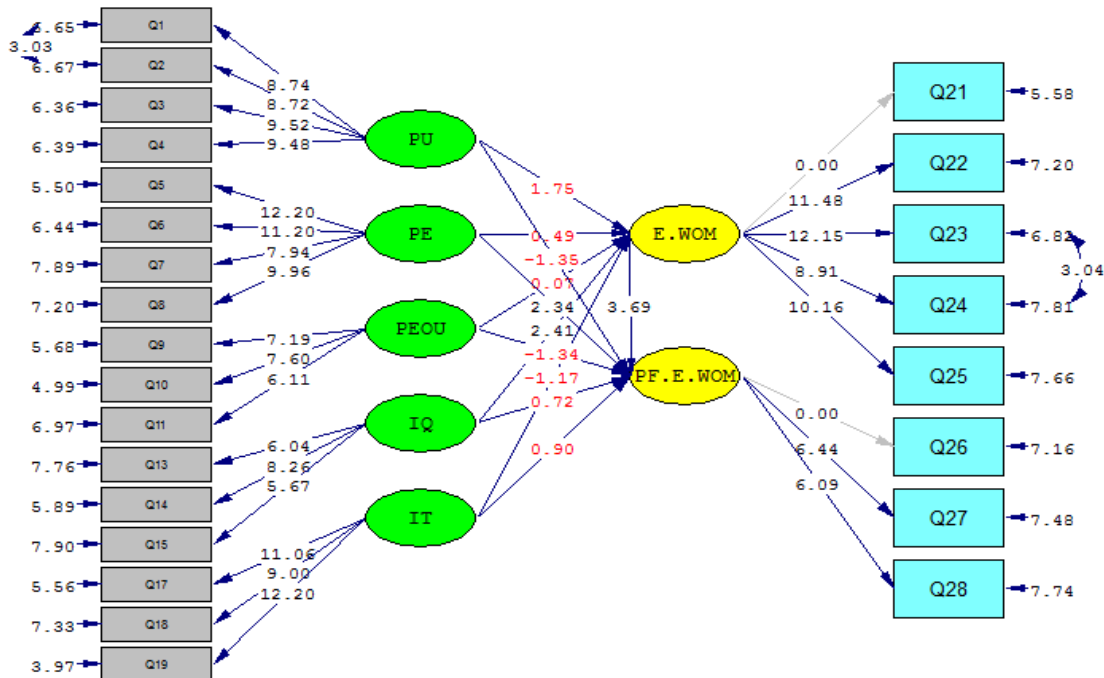 6.65 Q1
3.03
6.67 Q2
6.36 Q3
6.39 Q4
5.50 Q5
6.44 Q6
7.89 Q7
7.20 Q8
5.68 Q9
4.99 Q10
6.97 Q11
7.76 Q13
5.89 Q14
7.90 Q15
5.56 Q17
7.33 Q18
3.97 Q19
8.74
8.72
9.52
9.48
12.20
11.20
7.94
9.96
7.19
7.60
6.11
6.04
8.26
5.67
11.06
9.00
12.20
PU
PE
PEOU
IQ
IT
1.75
0.49
-1.35
0.07
2.34
2.41
-1.34
-1.17
0.72
0.90
3.69
E.WOM
PF.E.WOM
0.00
11.48
12.15
8.91
10.16
0.00
6.44
6.09
Q21 5.58
Q22 7.20
Q23 6.82
3.04
Q24 7.81
Q25 7.66
Q26 7.16
Q27 7.48
Q28 7.74